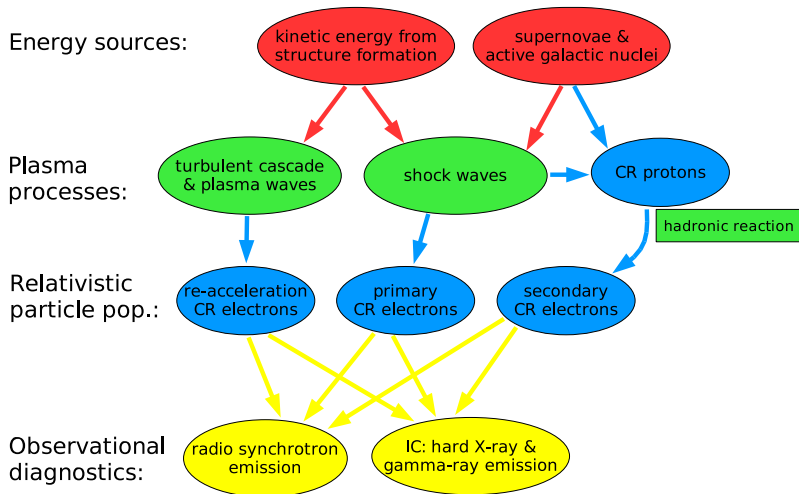 Energy sources:
kinetic energy from
structure formation
supernovae &
active galactic nuclei
Plasma
processes:
turbulent cascade
& plasma waves
shock waves
CR protons
hadronic reaction
Relativistic
particle pop.:
re-acceleration
CR electrons
primary
CR electrons
secondary
CR electrons
Observational
diagnostics:
radio synchrotron
emission
IC: hard X-ray &
gamma-ray emission